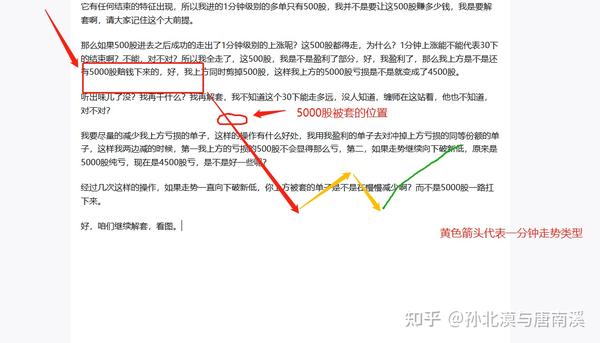 它有任何结束的特征出现，所以我进的1分钟级别的多单只有500股，我并不是要让这500股赚多少钱，我是要解
套啊，请大家记住这个大前提。
那么如果500股进去之后成功的走出了1分钟级别的上涨呢？这500股都得走，为什么？1分钟上涨能不能代表30下
的结束啊？不能，对不对？所以我全走了，这500股，我是不是盈利了部分，好，我盈利了，那么我上方是不是还
有5000股赔钱下来的，好，我上方同时剪掉500股，这样我上方的5000股亏损是不是就变成了4500股。
听出味儿了没？我再干什么？我再解套，我不知道这个30下能走多远，没人知道，缠师在这站着，他也不知道，
对不对？
5000股被套的位置
我要尽量的减少我上方亏损的单子，这样的操作有什么好处，我用我盈利的单子去对冲掉上方亏损的同等份额的单
子，这样我两边减的时候，第一我上方的亏损的500股不会显得那么亏，第二，如果走势继续向下破新低，原来是
5000股纯亏，现在是4500股亏，是不是好一些呢？
经过几次这样的操作，如果走势一直向下破新低，你上方被套的单子是不是在慢慢减少啊？而不是5000股一路扛
下来。
好，咱们继续解套，看图。
黄色箭头代表一分钟走势类型
知乎 @孙北漠与唐南溪